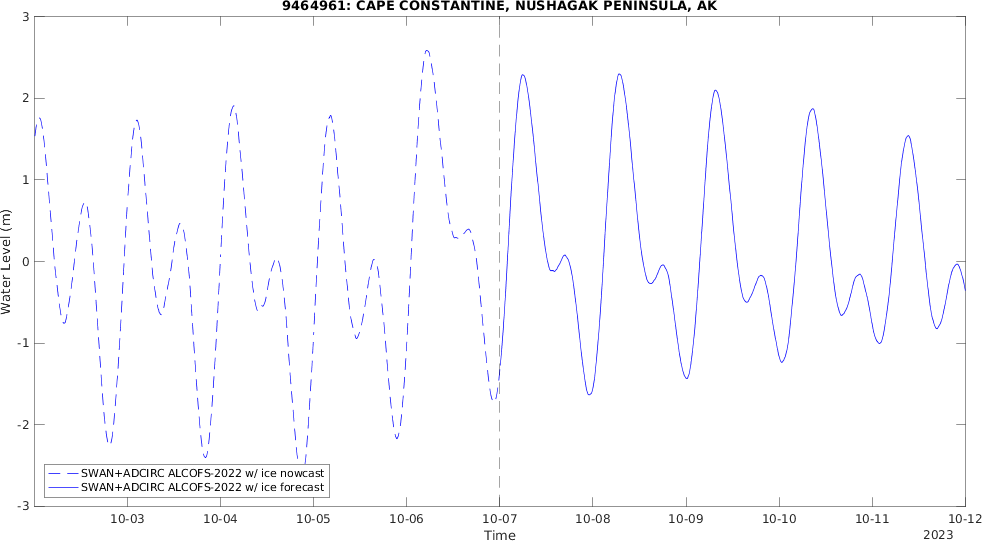 9464961: CAPE CONSTANTINE, NUSHAGAK PENINSULA, AK
3
2
1
0
-1
-2
-3
Water Level (m)
SWAN+ADCIRC ALCOFS-2022 w/ ice nowcast
SWAN+ADCIRC ALCOFS-2022 w/ ice forecast
10-03 10-04 10-05 10-06 10-07 10-08 10-09 10-10 10-11 10-12
Time
2023